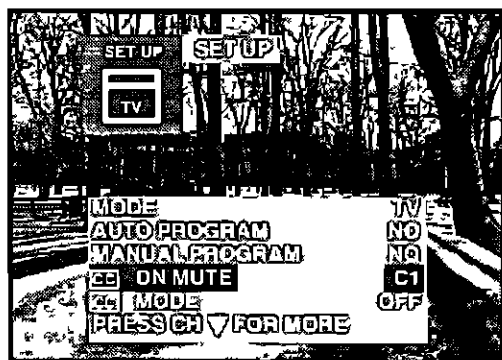 SET UP
SET UP
TV
MODE TV
AUTO PROGRAM NO
MANUAL PROGRAM NO
CC ON MUTE C1
CC MODE OFF
PRESS CH ▽ FOR MORE